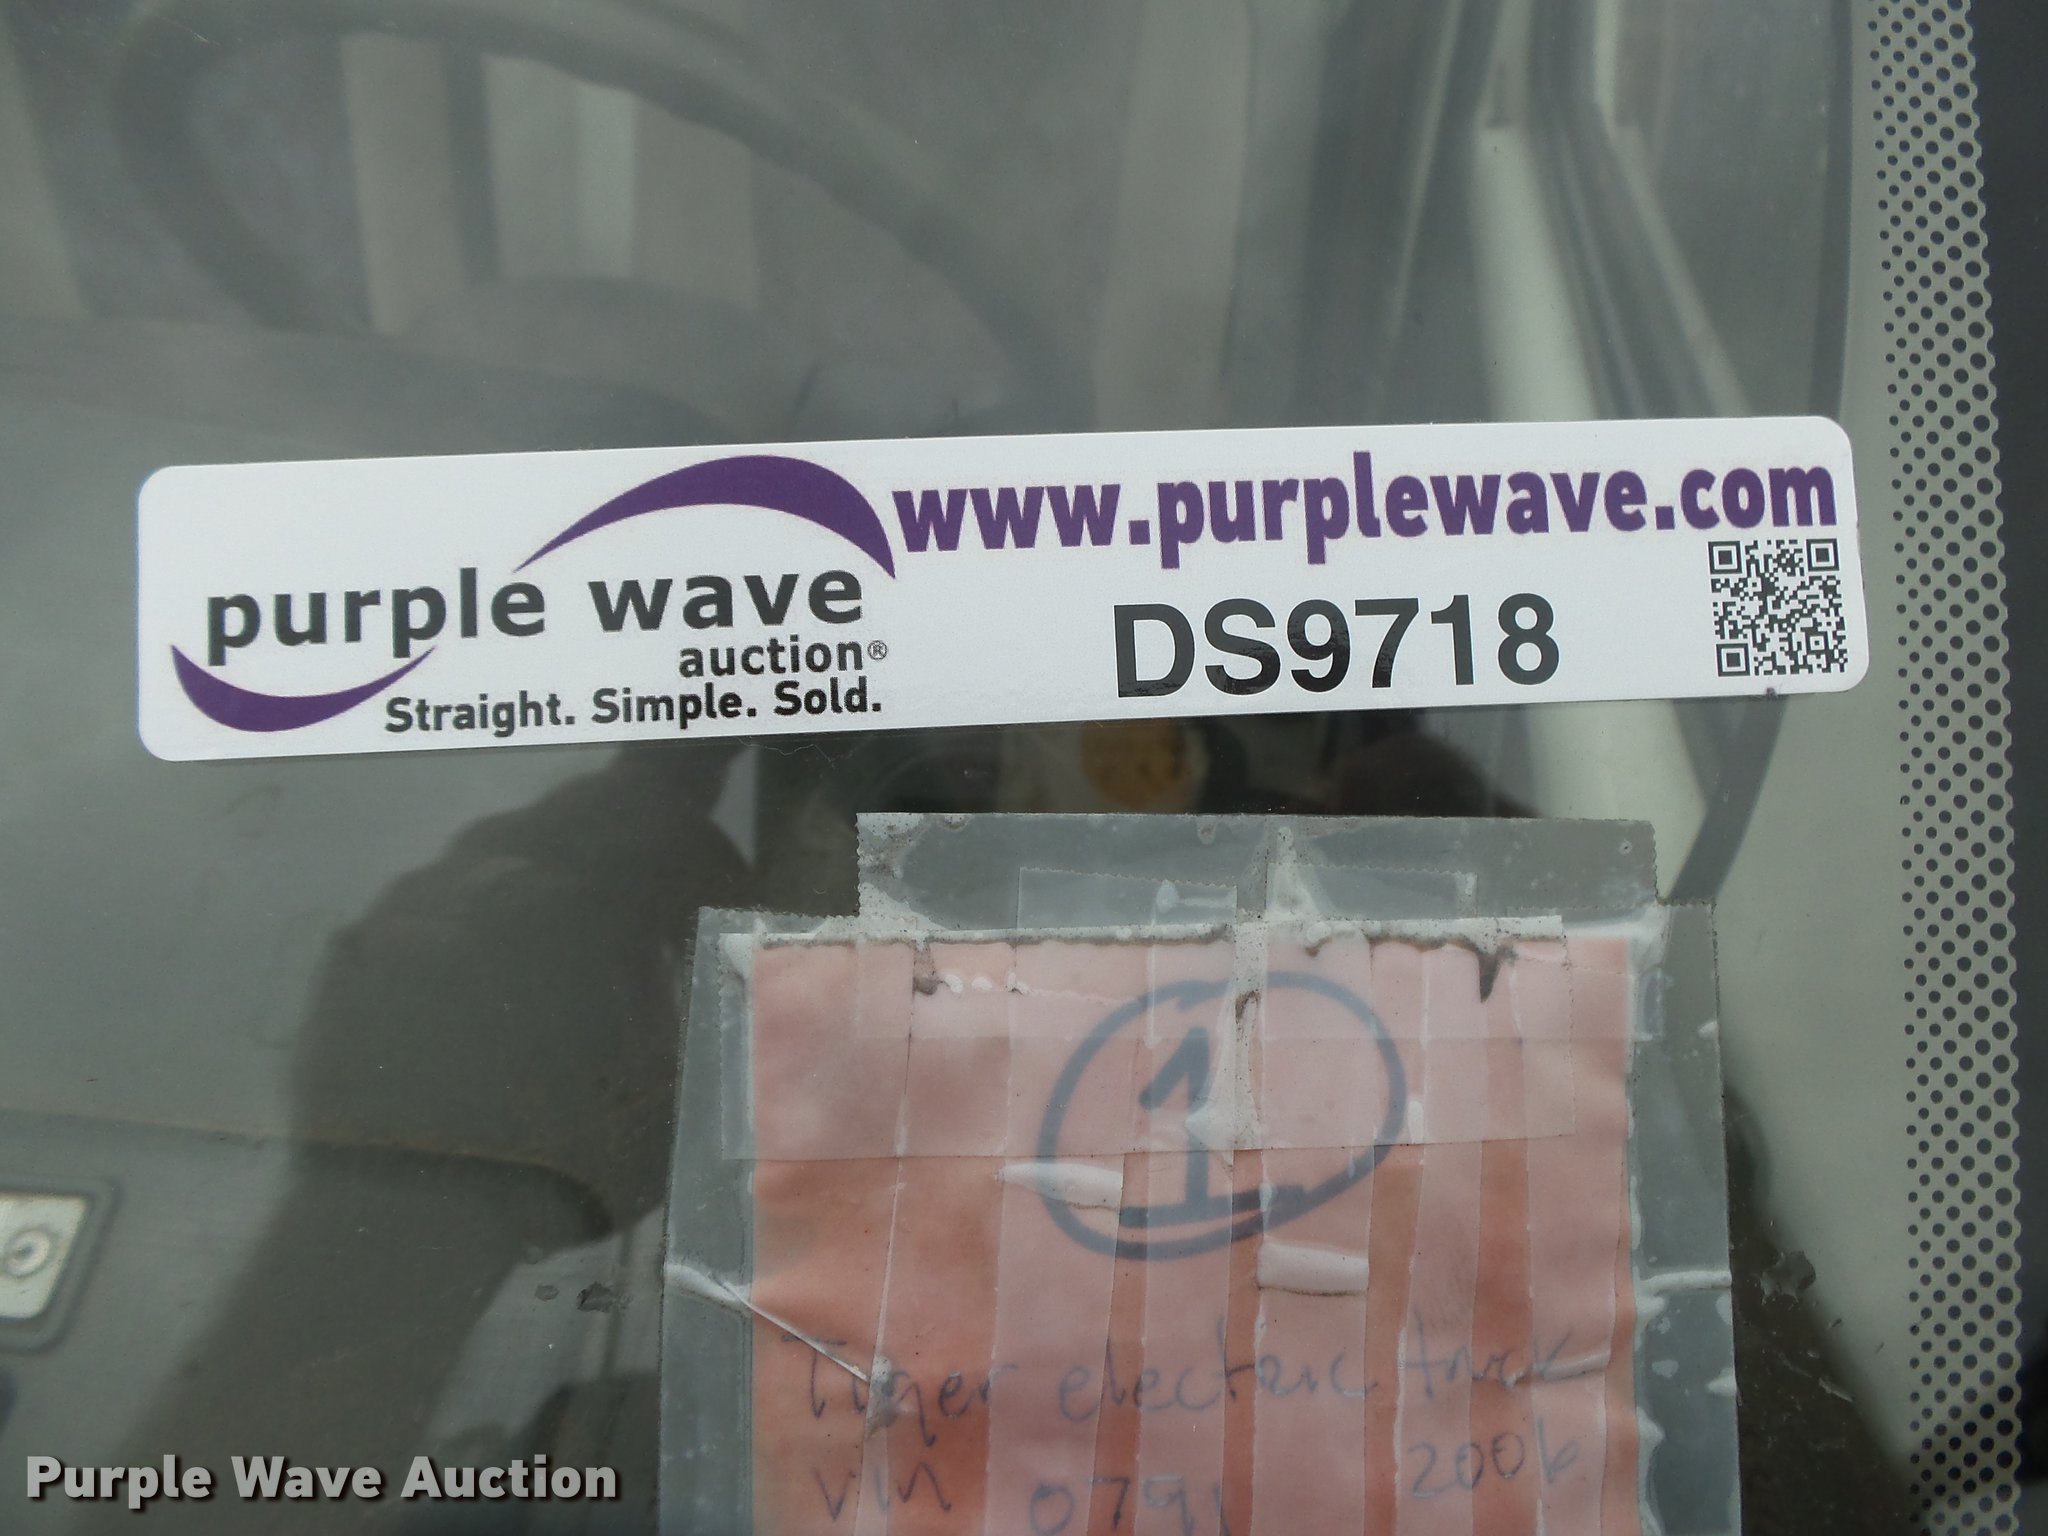 www.purplewave.com
purple wave
auction®
Straight. Simple. Sold.
DS9718
1
Tiger electric truck
2006
VIN 0791
Purple Wave Auction